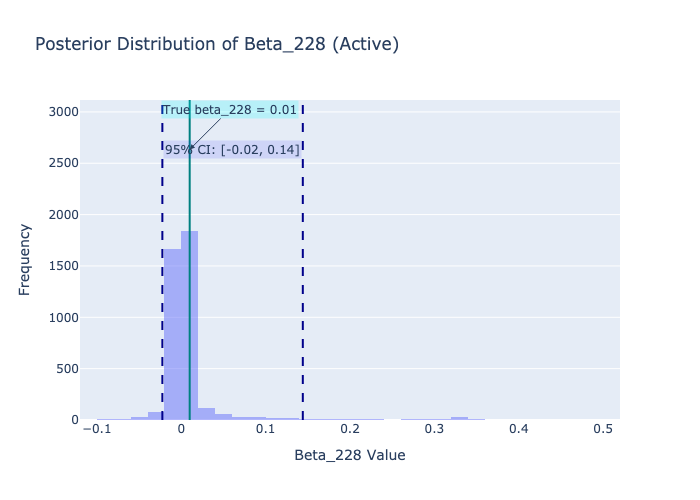 Posterior Distribution of Beta_228 (Active)
True beta_228 = 0.01
95% CI: [-0.02, 0.14]
3000
2500
2000
1500
1000
500
0
Frequency
−0.1 0 0.1 0.2 0.3 0.4 0.5
Beta_228 Value